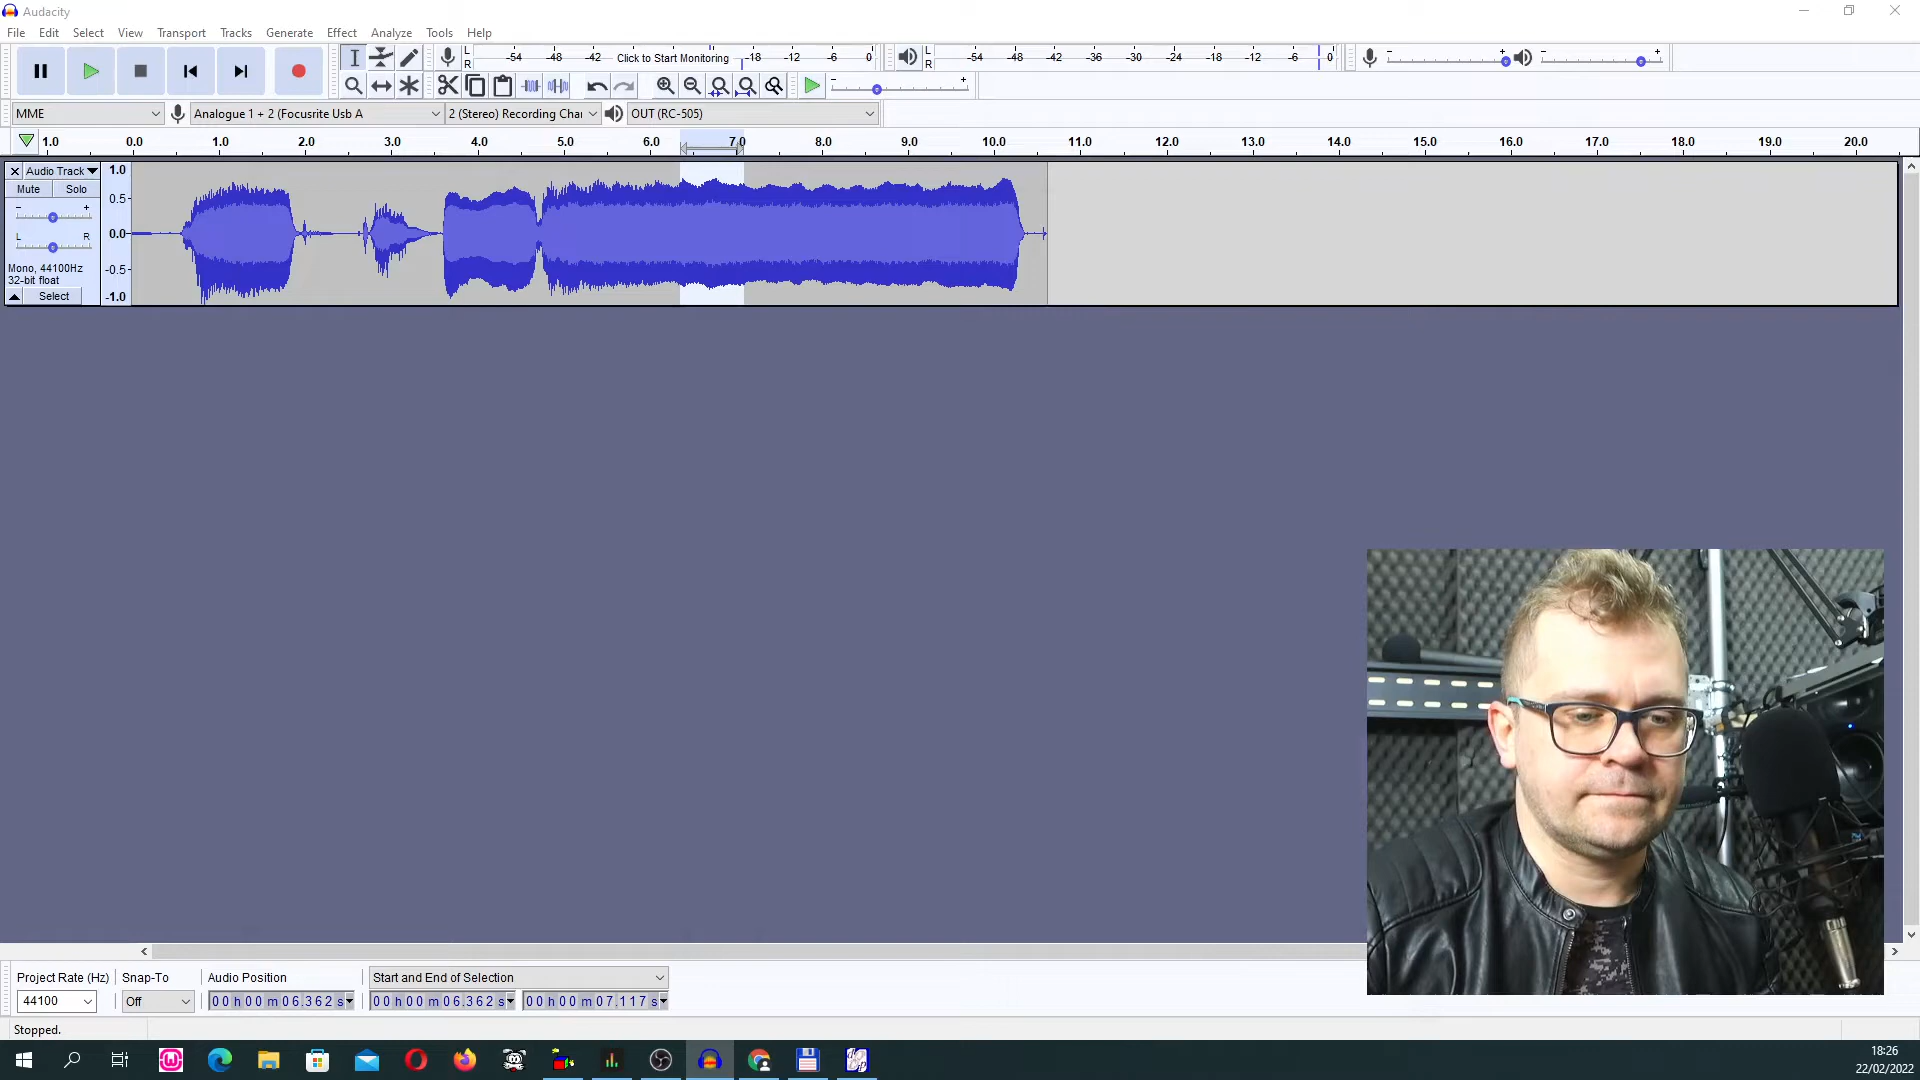 Audacity
File Edit Select View Transport Tracks Generate Effect Analyze Tools Help
L R -54 -48 -42 Click to Start Monitoring -18 -12 -6 0 L R -54 -48 -42 -36 -30 -24 -18 -12 -6 0 - + - +
- +
MME Analogue 1 + 2 (Focusrite Usb A 2 (Stereo) Recording Char OUT (RC-505)
1.0 0.0 1.0 2.0 3.0 4.0 5.0 6.0 7.0 8.0 9.0 10.0 11.0 12.0 13.0 14.0 15.0 16.0 17.0 18.0 19.0 20.0
Audio Track 1.0
Mute Solo
0.5
- +
0.0
L R
-0.5
Mono, 44100Hz
32-bit float
Select -1.0
Project Rate (Hz) Snap-To Audio Position Start and End of Selection
44100 Off 00 h 00 m 06.362 s 00 h 00 m 06.362 s 00 h 00 m 07.117 s
Stopped.
18:26
22/02/2022